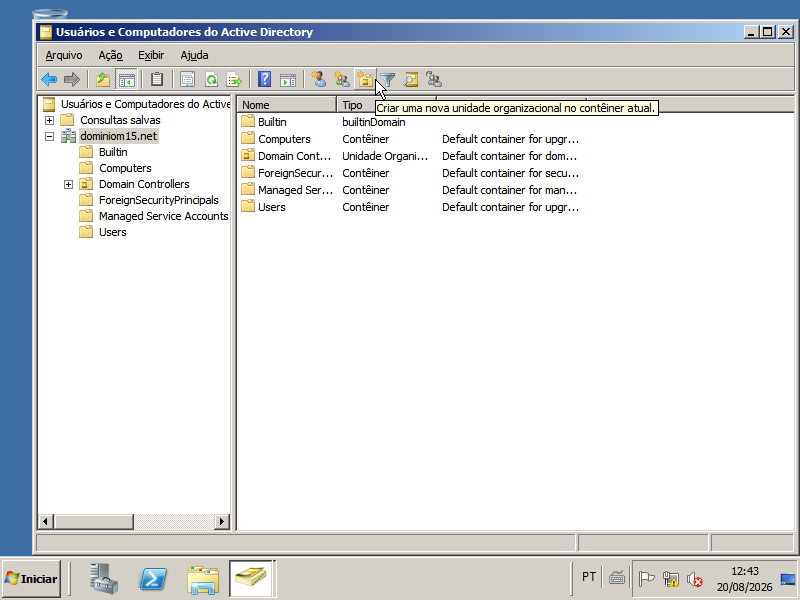 Usuários e Computadores do Active Directory
Arquivo Ação Exibir Ajuda
Criar uma nova unidade organizacional no contêiner atual.
Usuários e Computadores do Active
Consultas salvas
dominiom15.net
Builtin
Computers
Domain Controllers
ForeignSecurityPrincipals
Managed Service Accounts
Users
Nome Tipo
Builtin builtinDomain
Computers Contêiner Default container for upgr...
Domain Cont... Unidade Organi... Default container for dom...
ForeignSecur... Contêiner Default container for secu...
Managed Ser... Contêiner Default container for man...
Users Contêiner Default container for upgr...
Iniciar
PT
12:43
20/08/2026